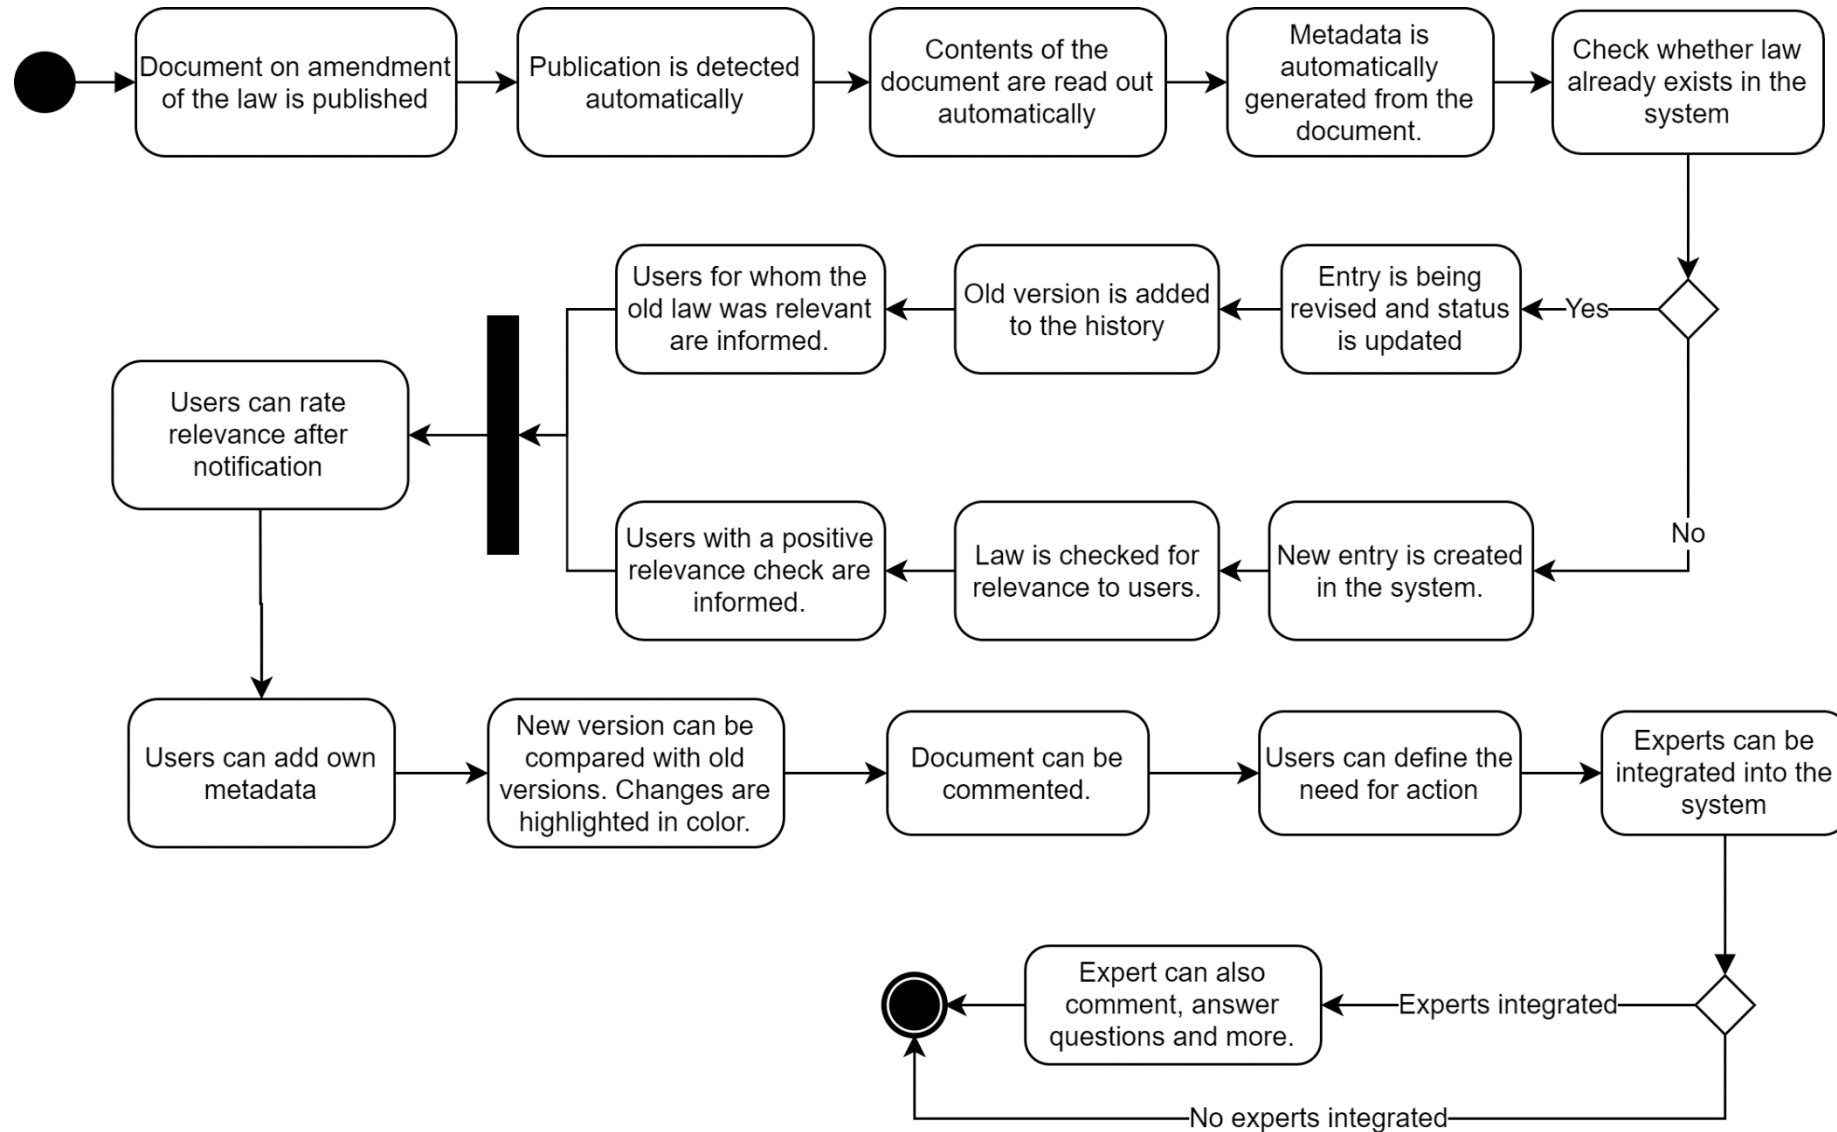 Document on amendment
of the law is published
Publication is detected
automatically
Contents of the
document are read out
automatically
Metadata is
automatically
generated from the
document.
Check whether law
already exists in the
system
Users for whom the
old law was relevant
are informed.
Old version is added
to the history
Entry is being
revised and status
is updated
Yes
Users can rate
relevance after
notification
Users with a positive
relevance check are
informed.
Law is checked for
relevance to users.
New entry is created
in the system.
No
Users can add own
metadata
New version can be
compared with old
versions. Changes are
highlighted in color.
Document can be
commented.
Users can define the
need for action
Experts can be
integrated into the
system
Expert can also
comment, answer
questions and more.
Experts integrated
No experts integrated